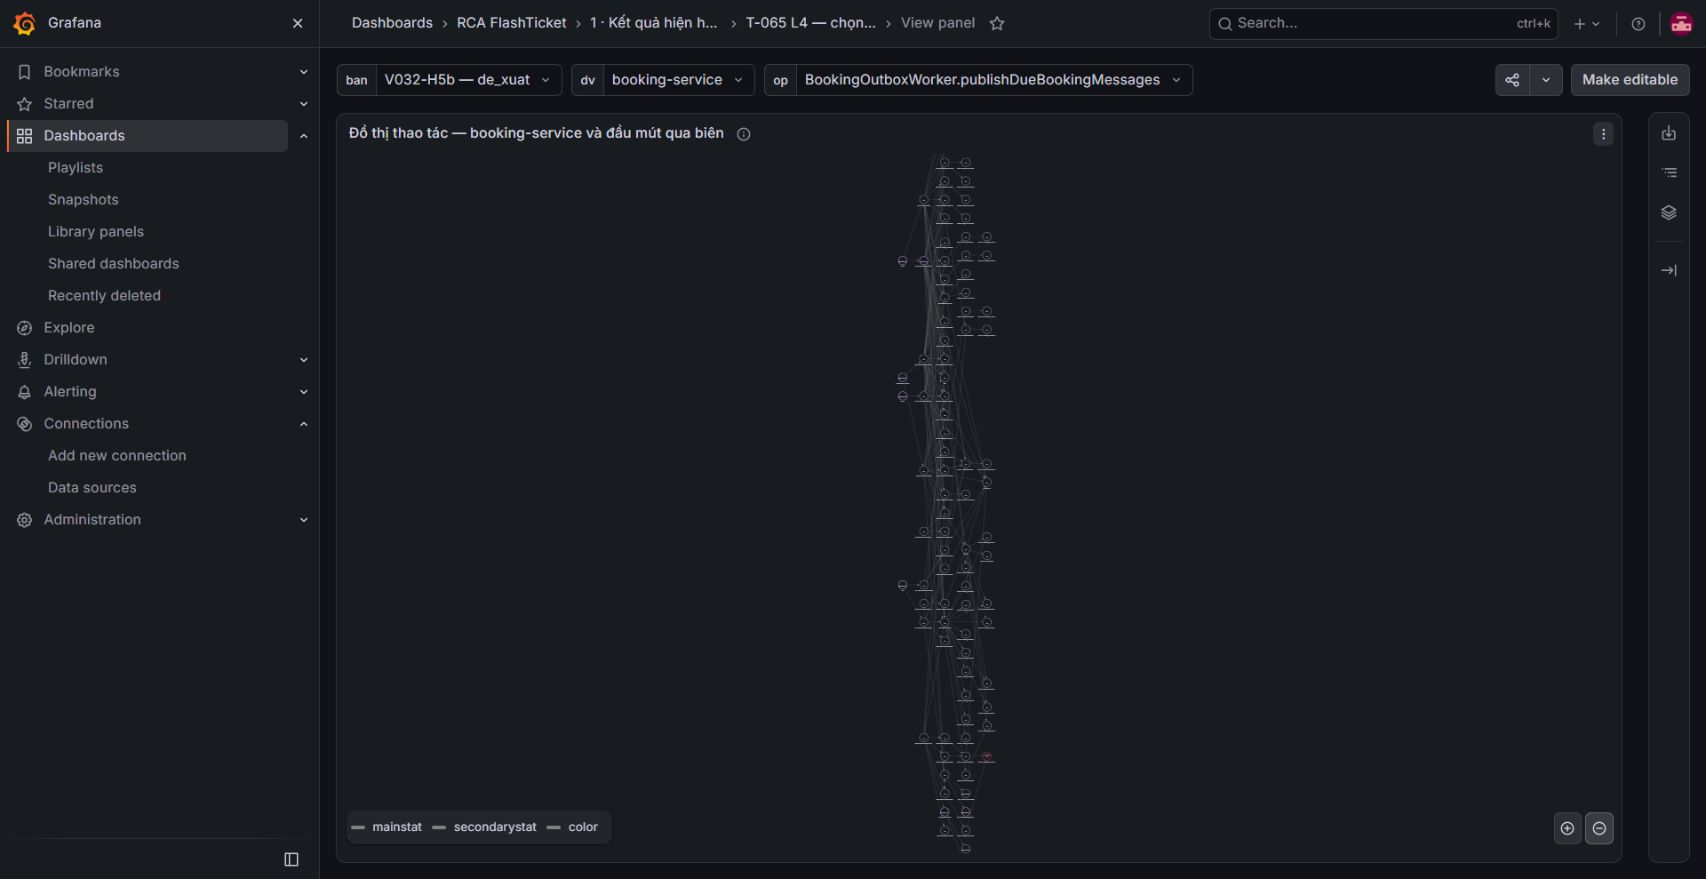 Grafana
Dashboards › RCA FlashTicket › 1 · Kết quả hiện h... › T-065 L4 — chọn... › View panel
Search...
ctrl+k
Bookmarks
Starred
Dashboards
Playlists
Snapshots
Library panels
Shared dashboards
Recently deleted
Explore
Drilldown
Alerting
Connections
Add new connection
Data sources
Administration
ban V032-H5b — de_xuat
dv booking-service
op BookingOutboxWorker.publishDueBookingMessages
Make editable
Đồ thị thao tác — booking-service và đầu mút qua biên
mainstat secondarystat color